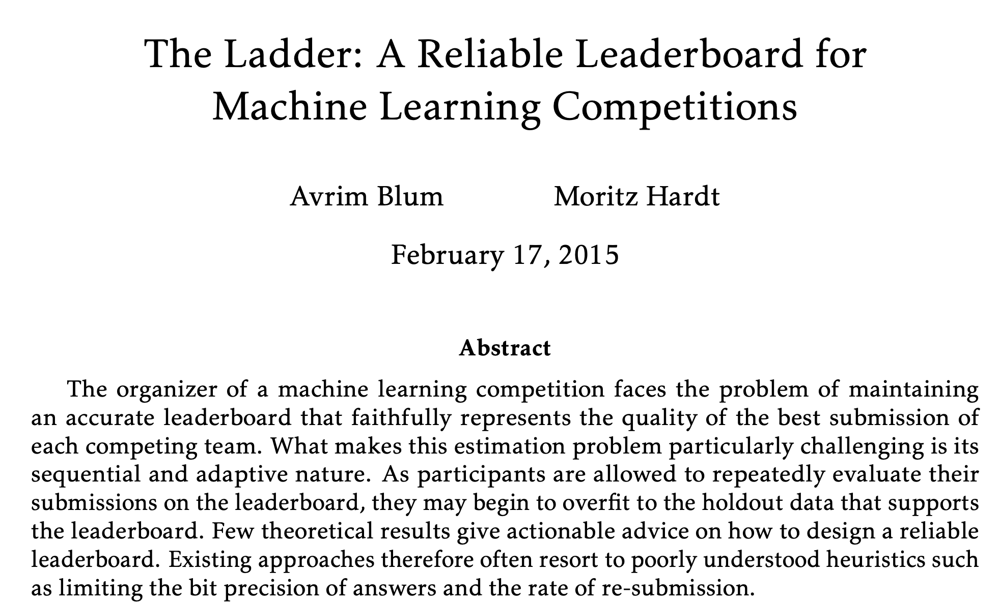 The Ladder: A Reliable Leaderboard for
Machine Learning Competitions
Avrim Blum Moritz Hardt
February 17, 2015
Abstract
The organizer of a machine learning competition faces the problem of maintaining
an accurate leaderboard that faithfully represents the quality of the best submission of
each competing team. What makes this estimation problem particularly challenging is its
sequential and adaptive nature. As participants are allowed to repeatedly evaluate their
submissions on the leaderboard, they may begin to overfit to the holdout data that supports
the leaderboard. Few theoretical results give actionable advice on how to design a reliable
leaderboard. Existing approaches therefore often resort to poorly understood heuristics such
as limiting the bit precision of answers and the rate of re-submission.